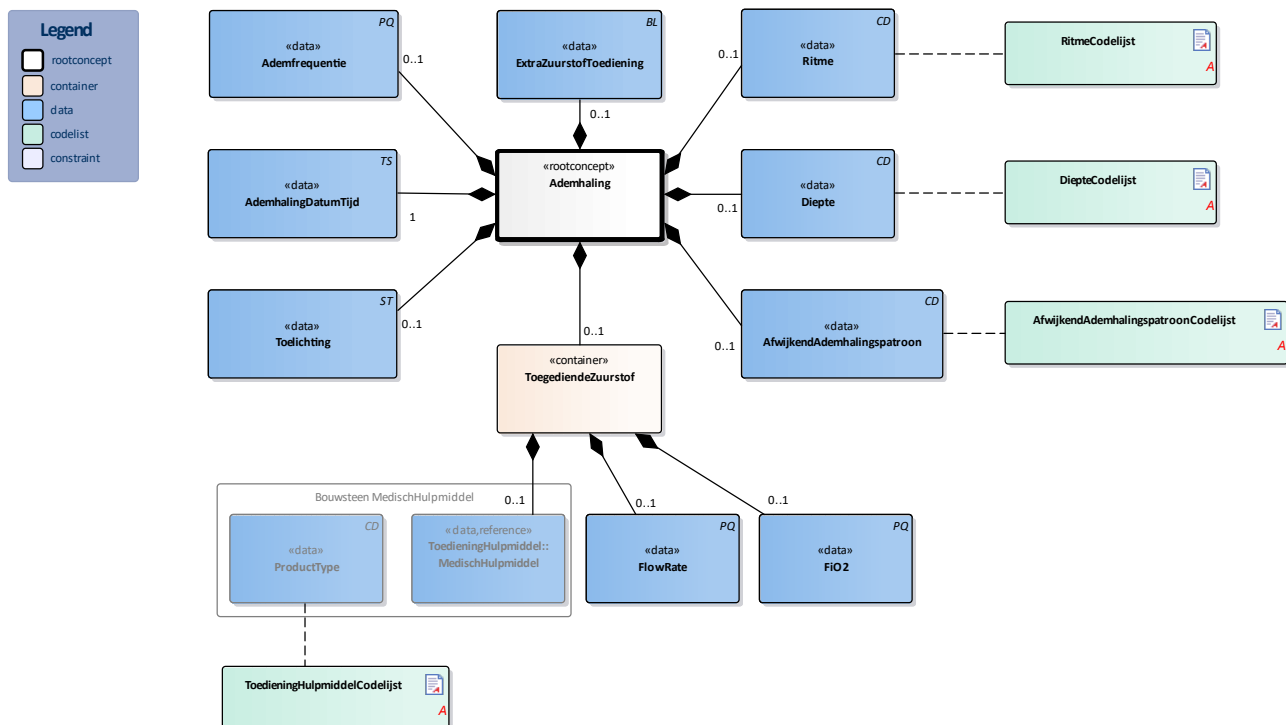 Legend
rootconcept
container
data
codelist
constraint
PQ
«data»
Ademfrequentie
0..1
BL
«data»
ExtraZuurstofToediening
0..1
CD
«data»
Ritme
0..1
RitmeCodelijst
A
TS
«data»
AdemhalingDatumTijd
1
«rootconcept»
Ademhaling
CD
«data»
Diepte
0..1
DiepteCodelijst
A
ST
«data»
Toelichting
0..1
0..1
CD
«data»
AfwijkendAdemhalingspatroon
0..1
AfwijkendAdemhalingspatroonCodelijst
A
«container»
ToegediendeZuurstof
Bouwsteen MedischHulpmiddel
0..1
0..1
0..1
CD
«data»
ProductType
«data,reference»
ToedieningHulpmiddel::
MedischHulpmiddel
PQ
«data»
FlowRate
PQ
«data»
FiO2
ToedieningHulpmiddelCodelijst
A